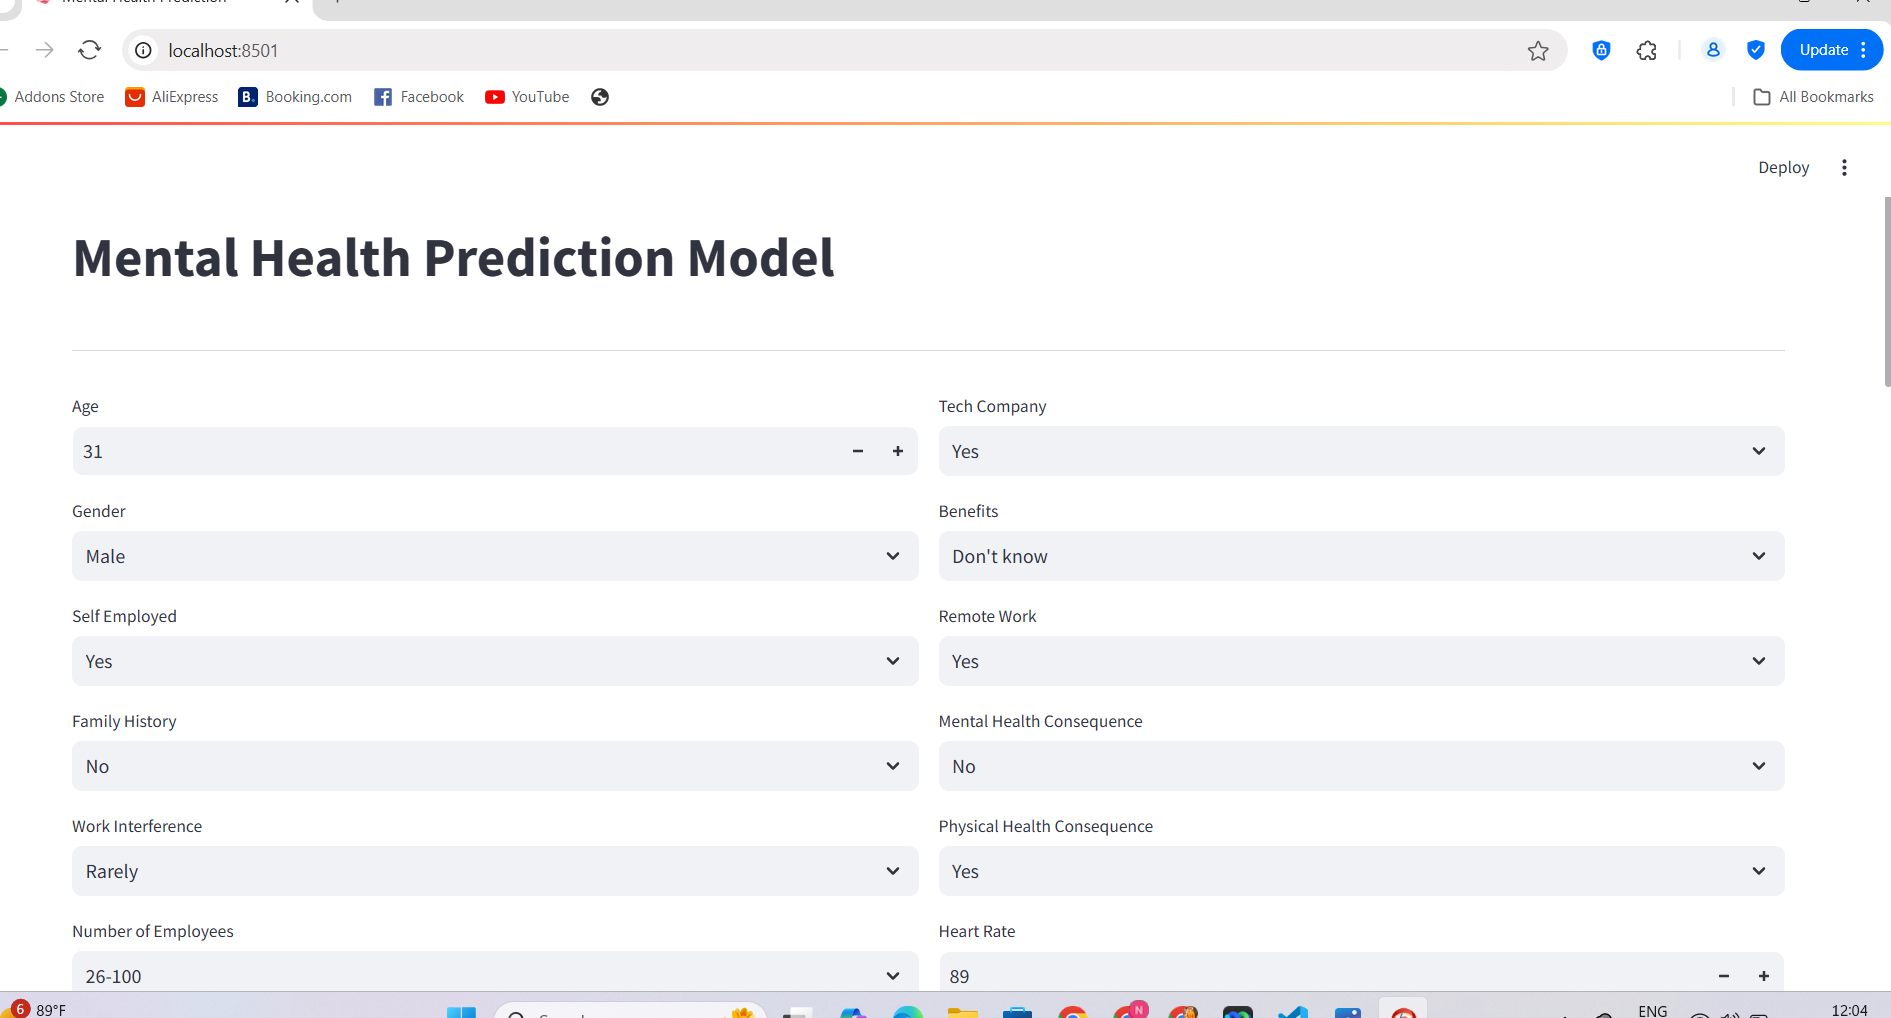 Mental Health Prediction
localhost:8501
Update
Addons Store
AliExpress
B. Booking.com
Facebook
YouTube
All Bookmarks
Deploy
Mental Health Prediction Model
Age
31
Tech Company
Yes
Gender
Male
Benefits
Don't know
Self Employed
Yes
Remote Work
Yes
Family History
No
Mental Health Consequence
No
Work Interference
Rarely
Physical Health Consequence
Yes
Number of Employees
26-100
Heart Rate
89
6
89°F
N
ENG
12:04